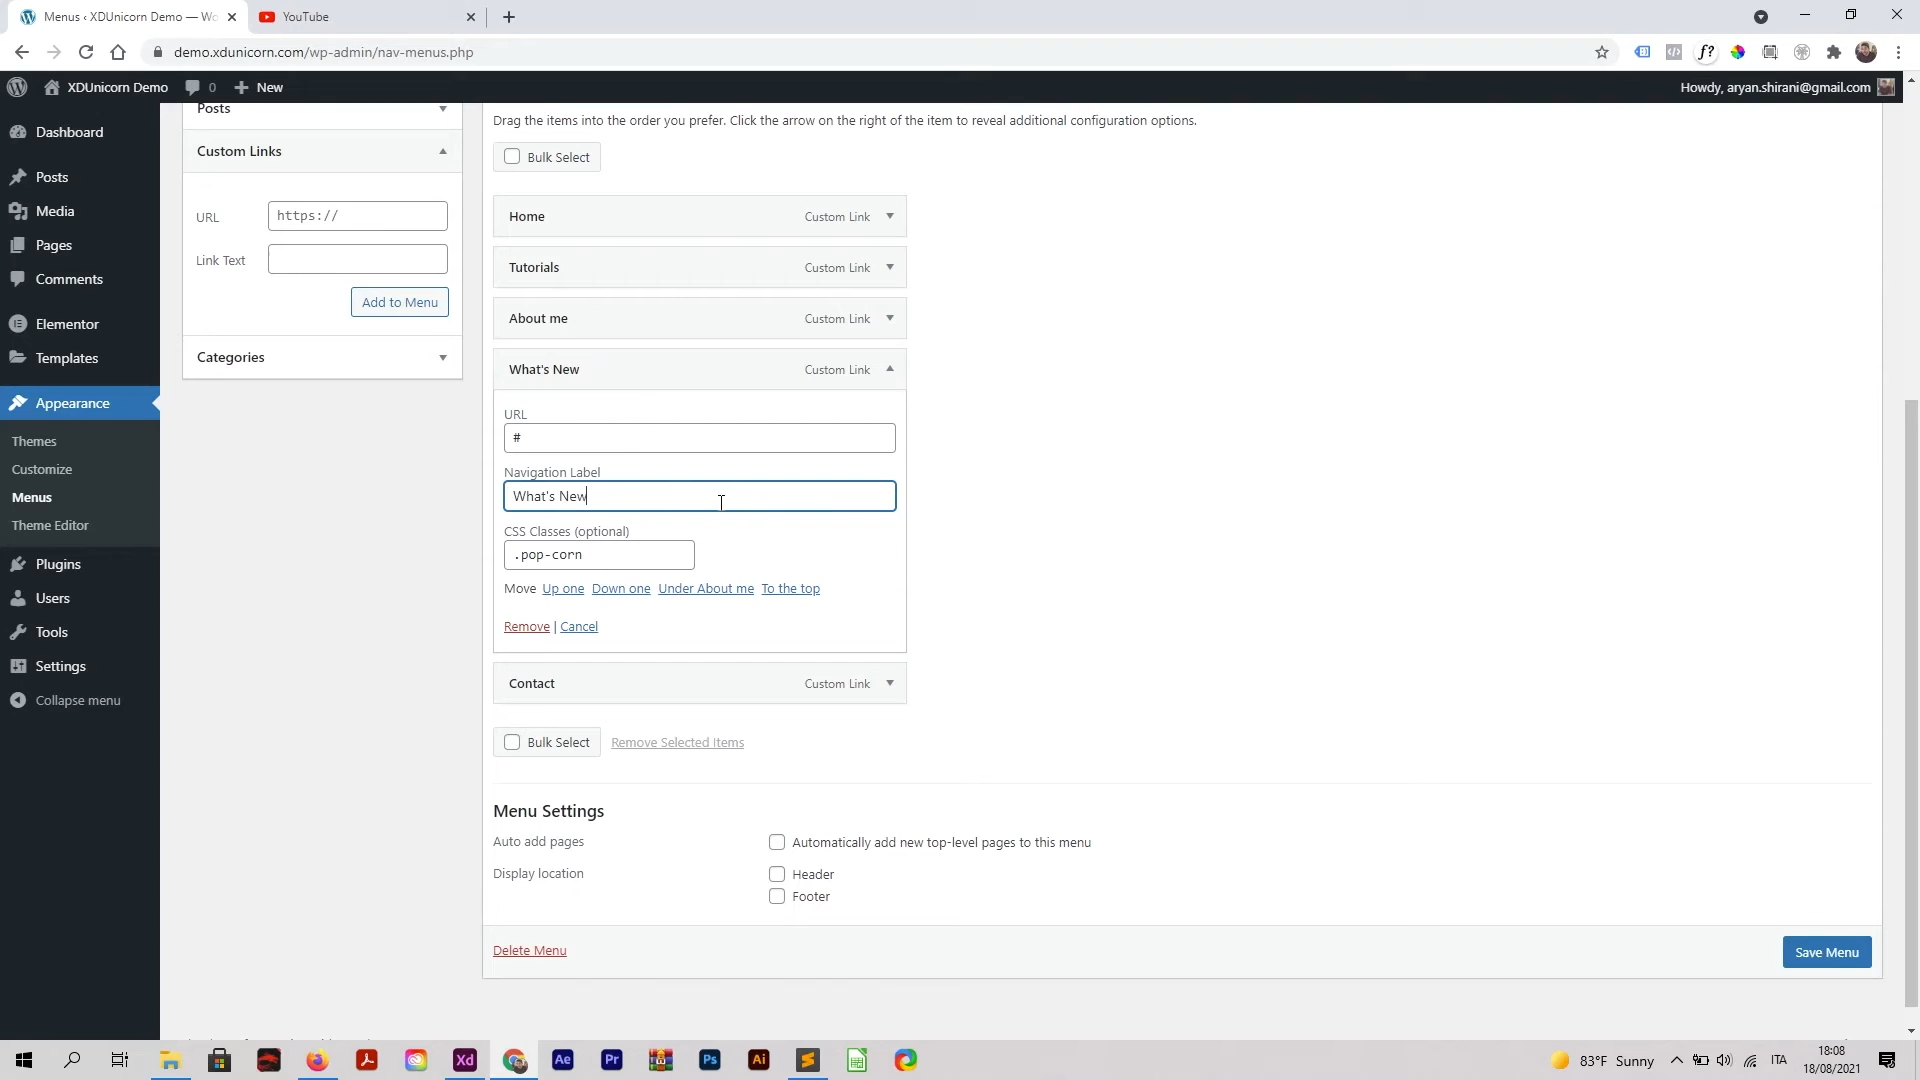 Menus ‹ XDUnicorn Demo — Wo
YouTube
demo.xdunicorn.com/wp-admin/nav-menus.php
XDUnicorn Demo
0
New
Howdy, aryan.shirani@gmail.com
Dashboard
Posts
Media
Pages
Comments
Elementor
Templates
Appearance
Themes
Customize
Menus
Theme Editor
Plugins
Users
Tools
Settings
Collapse menu
Posts
Custom Links
URL
https://
Link Text
Add to Menu
Categories
Drag the items into the order you prefer. Click the arrow on the right of the item to reveal additional configuration options.
Bulk Select
Home Custom Link
Tutorials Custom Link
About me Custom Link
What's New Custom Link
URL
#
Navigation Label
What's New
CSS Classes (optional)
.pop-corn
Move Up one Down one Under About me To the top
Remove | Cancel
Contact Custom Link
Bulk Select Remove Selected Items
Menu Settings
Auto add pages
Automatically add new top-level pages to this menu
Display location
Header
Footer
Delete Menu
Save Menu
Xd
Ae
Pr
Ps
Ai
83°F Sunny
ITA
18:08
18/08/2021